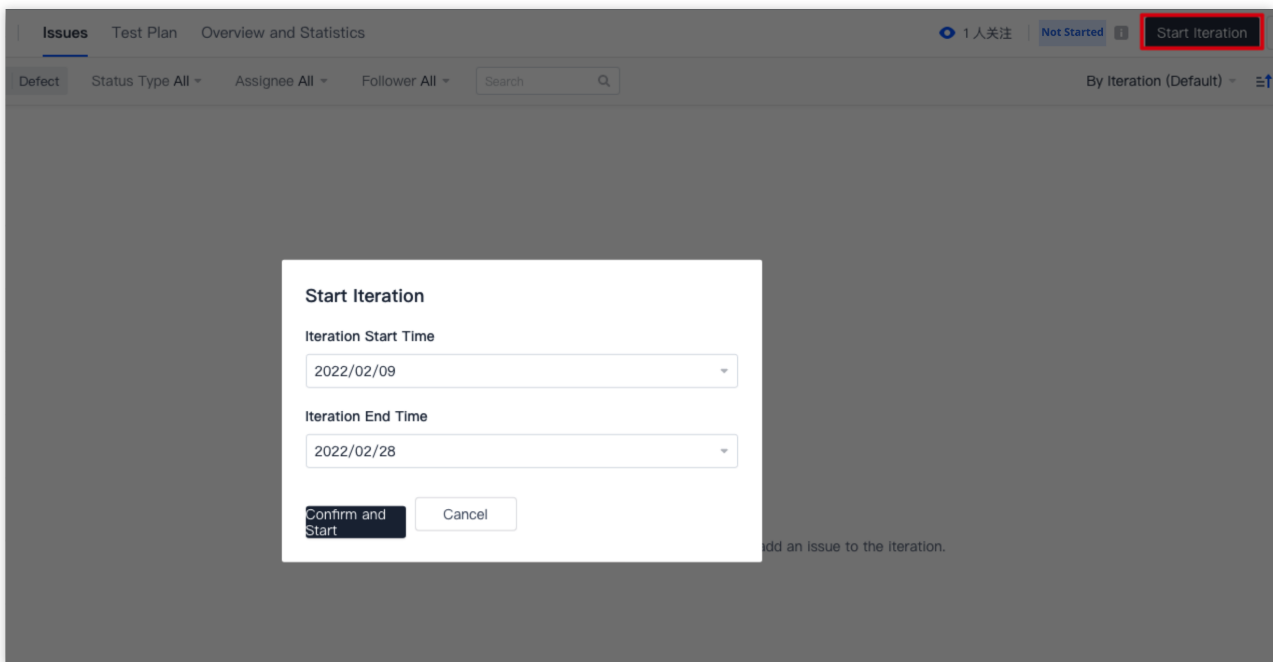 Issues Test Plan Overview and Statistics 1 人关注 Not Started i Start Iteration
Defect Status Type All Assignee All Follower All Search By Iteration (Default)
Start Iteration
Iteration Start Time
2022/02/09
Iteration End Time
2022/02/28
Confirm and
Start
Cancel
add an issue to the iteration.